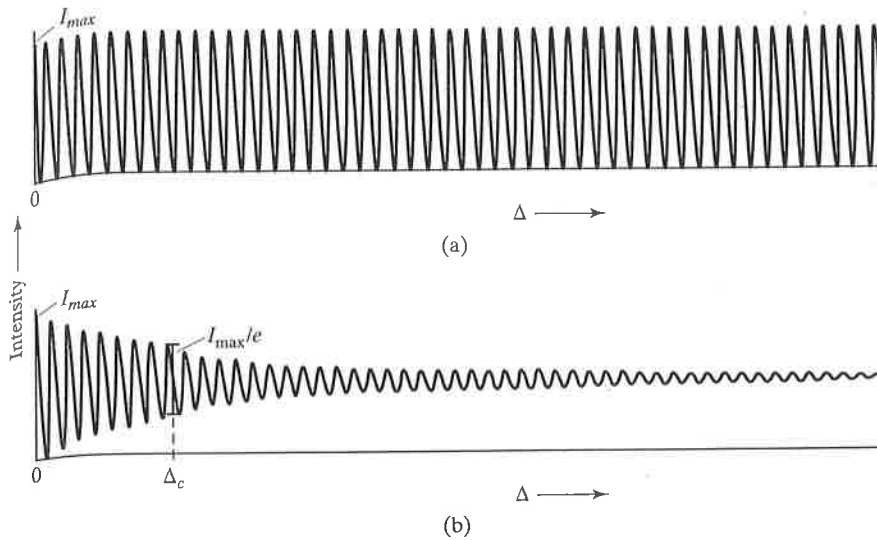 I_max
0
Δ →
(a)
Intensity →
I_max
I_max/e
0
Δ_c
Δ →
(b)